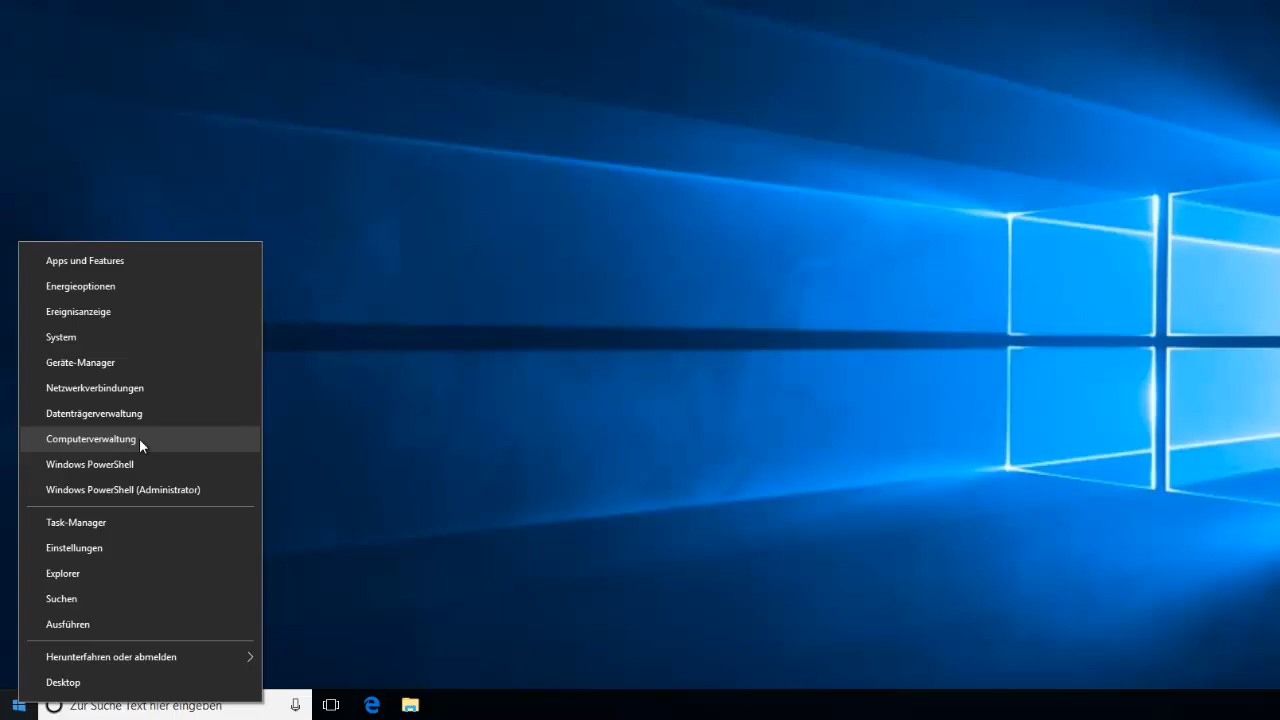 Apps und Features
Energieoptionen
Ereignisanzeige
System
Geräte-Manager
Netzwerkverbindungen
Datenträgerverwaltung
Computerverwaltung
Windows PowerShell
Windows PowerShell (Administrator)
Task-Manager
Einstellungen
Explorer
Suchen
Ausführen
Herunterfahren oder abmelden
Desktop
Zur Suche Text hier eingeben